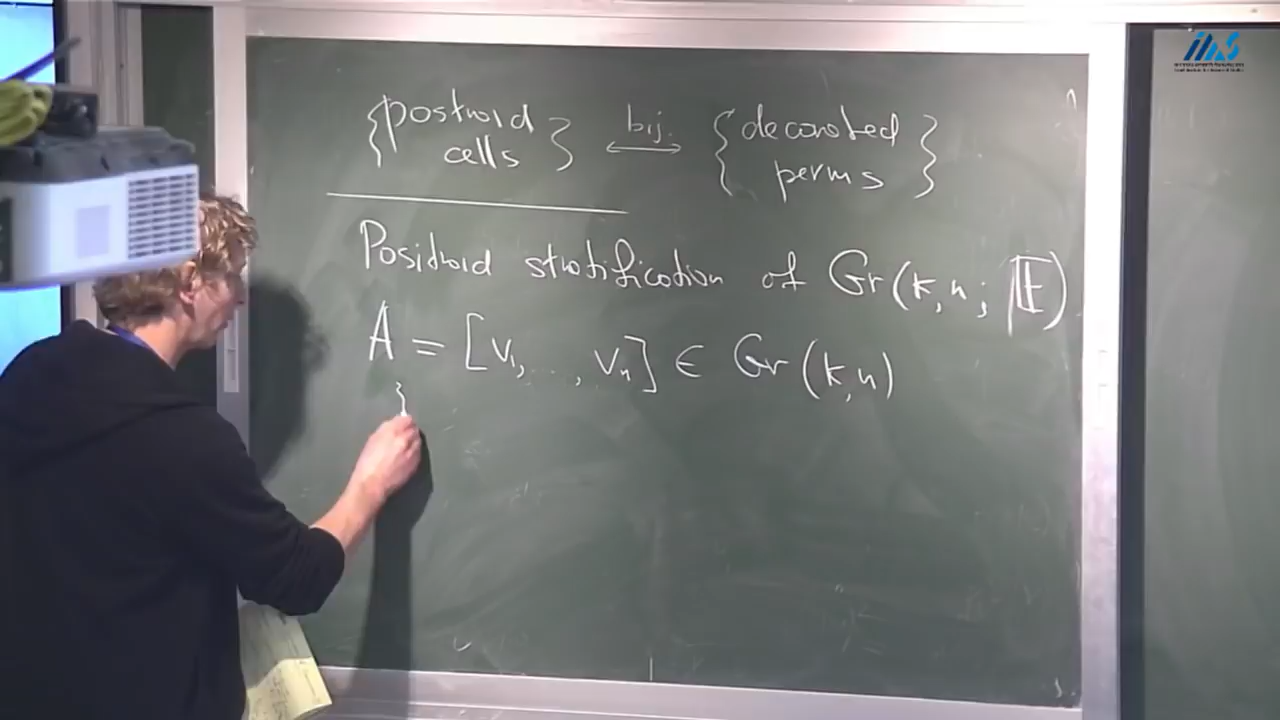 {positroid cells} ⟷ bij. {decorated perms}
Positroid stratification of Gr(k,n; 𝔽)
A = [v₁, ..., vₙ] ∈ Gr(k,n)